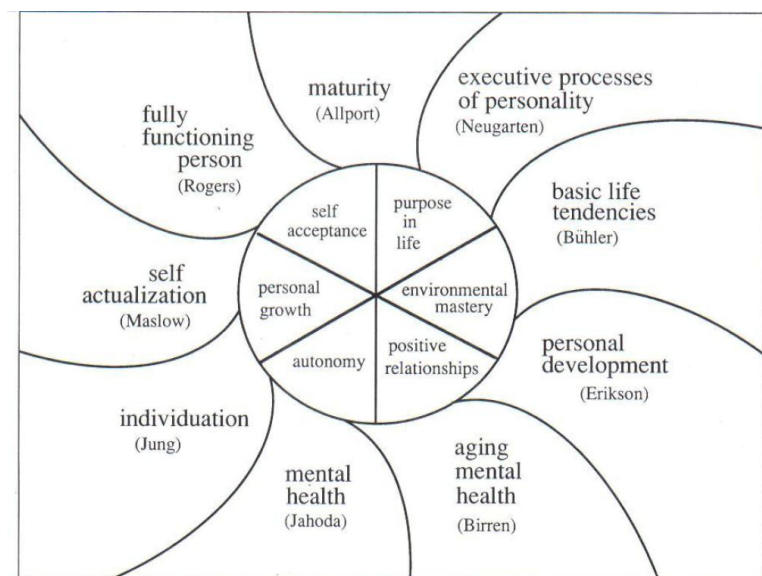 maturity
(Allport)
executive processes
of personality
(Neugarten)
fully
functioning
person
(Rogers)
basic life
tendencies
(Bühler)
self
actualization
(Maslow)
personal
development
(Erikson)
individuation
(Jung)
mental
health
(Jahoda)
aging
mental
health
(Birren)
self
acceptance
purpose
in
life
personal
growth
environmental
mastery
autonomy
positive
relationships